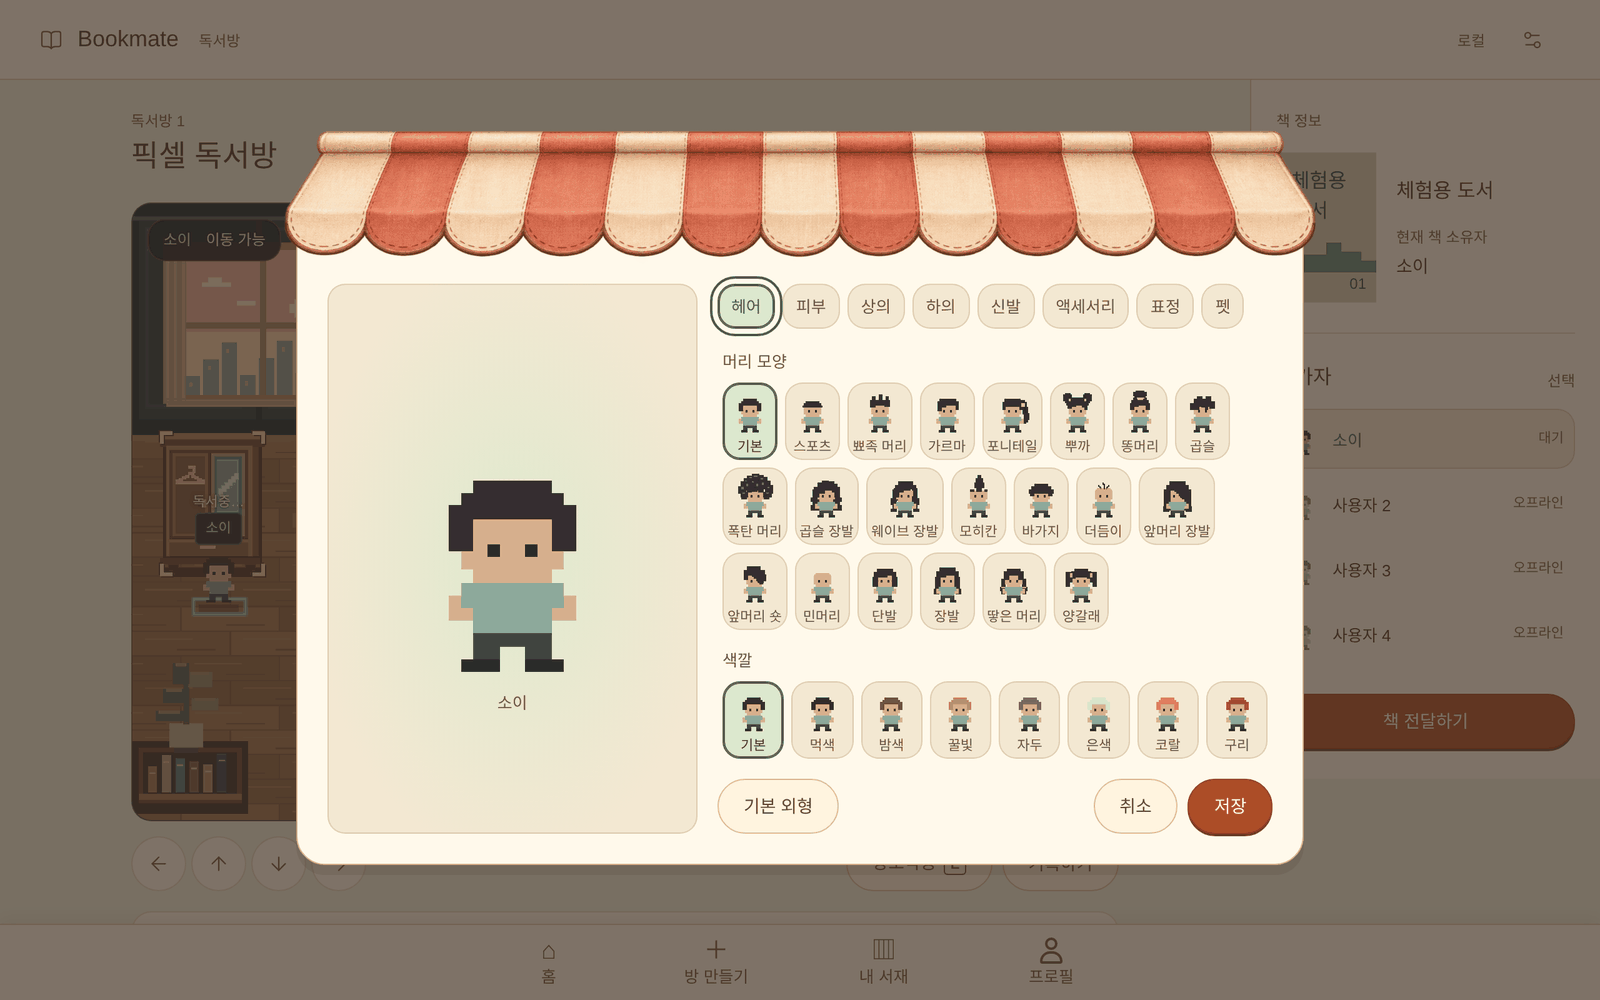 Bookmate 독서방
로컬
독서방 1
픽셀 독서방
소이 이동 가능
독서중...
소이
헤어 피부 상의 하의 신발 액세서리 표정 펫
머리 모양
기본 스포츠 뾰족 머리 가르마 포니테일 뿌까 똥머리 곱슬
폭탄 머리 곱슬 장발 웨이브 장발 모히칸 바가지 더듬이 앞머리 장발
앞머리 숏 민머리 단발 장발 땋은 머리 양갈래
색깔
기본 먹색 밤색 꿀빛 자두 은색 코랄 구리
소이
기본 외형 취소 저장
책 정보
체험용
서
01
체험용 도서
현재 책 소유자
소이
가자 선택
소이 대기
사용자 2 오프라인
사용자 3 오프라인
사용자 4 오프라인
책 전달하기
홈 방 만들기 내 서재 프로필